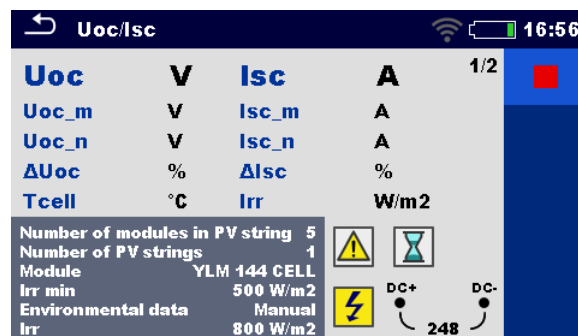 Uoc/Isc 16:56
Uoc V Isc A 1/2
Uoc_m V Isc_m A
Uoc_n V Isc_n A
ΔUoc % ΔIsc %
Tcell °C Irr W/m2
Number of modules in PV string 5
Number of PV strings 1
Module YLM 144 CELL
Irr min 500 W/m2
Environmental data Manual
Irr 800 W/m2
DC+ DC-
248